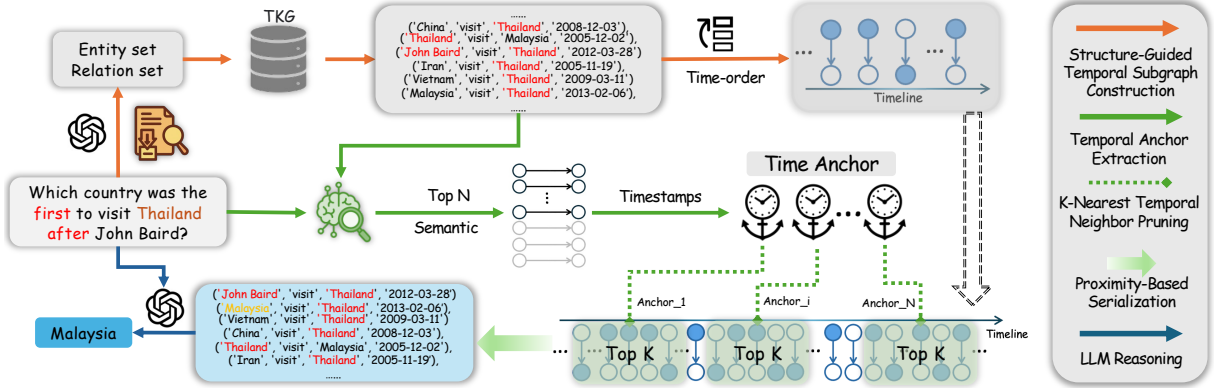 TKG
Entity set
Relation set
......
('China', 'visit', 'Thailand', '2008-12-03'),
('Thailand', 'visit', Malaysia', '2005-12-02'),
('John Baird', 'visit', 'Thailand', '2012-03-28')
('Iran', 'visit', 'Thailand', '2005-11-19'),
('Vietnam', 'visit', 'Thailand', '2009-03-11')
('Malaysia', 'visit', 'Thailand', '2013-02-06'),
......
Time-order
...
...
Timeline
Structure-Guided
Temporal Subgraph
Construction
Temporal Anchor
Extraction
K-Nearest Temporal
Neighbor Pruning
Proximity-Based
Serialization
LLM Reasoning
Which country was the
first to visit Thailand
after John Baird?
Top N
Semantic
Timestamps
Time Anchor
...
Anchor_1
Anchor_i
Anchor_N
Timeline
...
Top K
...
Top K
...
Top K
...
('John Baird', 'visit', 'Thailand', '2012-03-28')
('Malaysia', 'visit', 'Thailand', '2013-02-06'),
('Vietnam', 'visit', 'Thailand', '2009-03-11')
('China', 'visit', 'Thailand', '2008-12-03'),
('Thailand', 'visit', Malaysia', '2005-12-02'),
('Iran', 'visit', 'Thailand', '2005-11-19'),
......
Malaysia